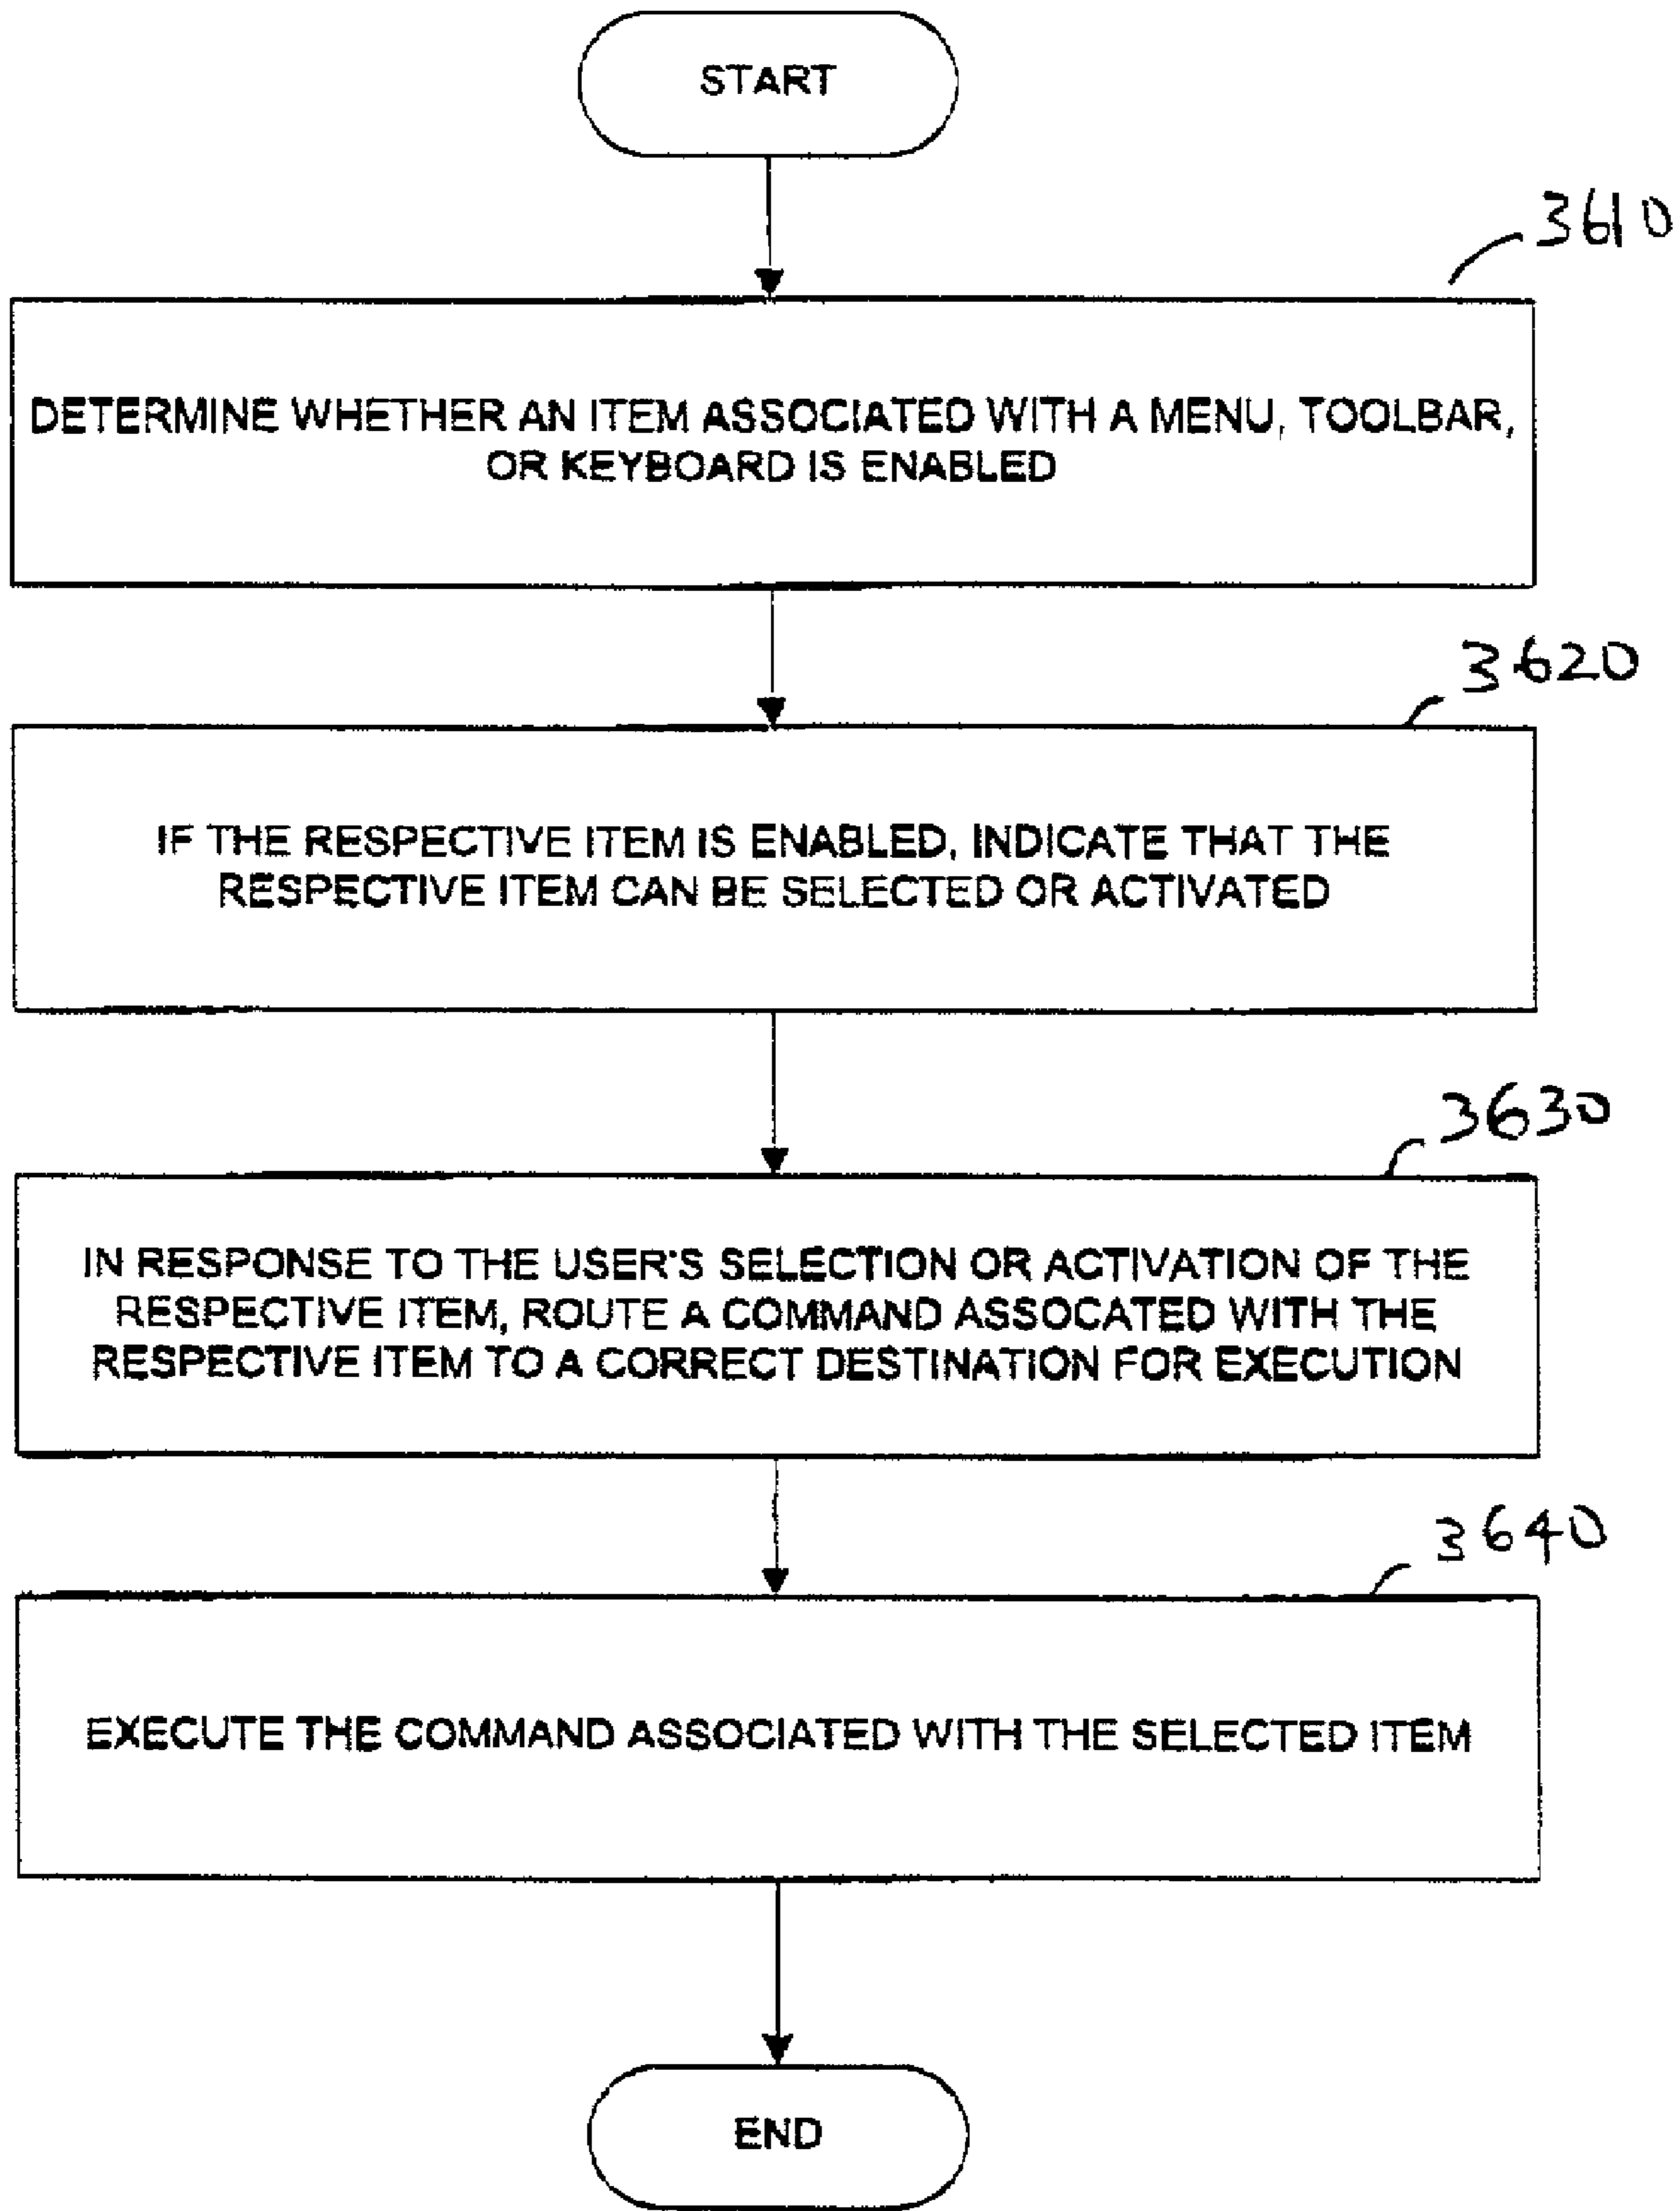 START
3610
DETERMINE WHETHER AN ITEM ASSOCIATED WITH A MENU, TOOLBAR,
OR KEYBOARD IS ENABLED
3620
IF THE RESPECTIVE ITEM IS ENABLED, INDICATE THAT THE
RESPECTIVE ITEM CAN BE SELECTED OR ACTIVATED
3630
IN RESPONSE TO THE USER'S SELECTION OR ACTIVATION OF THE
RESPECTIVE ITEM, ROUTE A COMMAND ASSOCATED WITH THE
RESPECTIVE ITEM TO A CORRECT DESTINATION FOR EXECUTION
3640
EXECUTE THE COMMAND ASSOCIATED WITH THE SELECTED ITEM
END